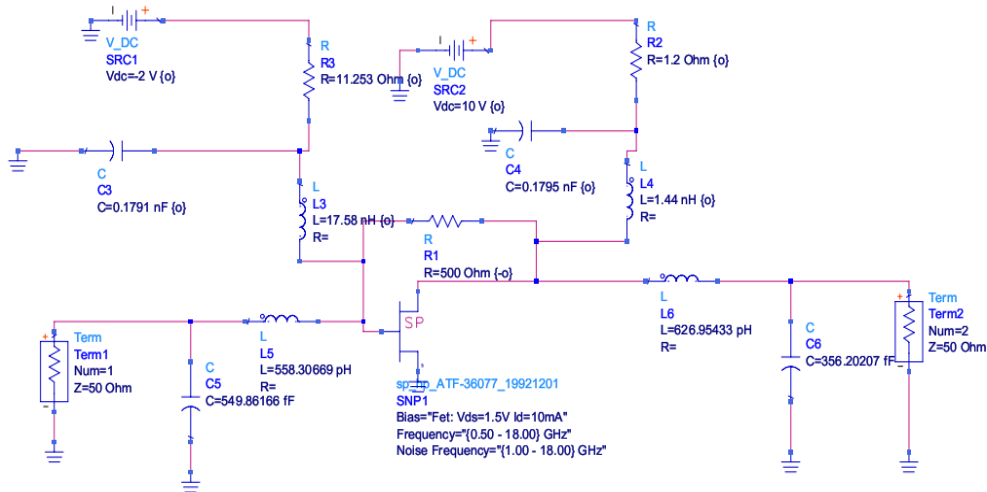 V_DC
SRC1
Vdc=-2 V {o}
R
R3
R=11.253 Ohm {o}
V_DC
SRC2
Vdc=10 V {o}
R
R2
R=1.2 Ohm {o}
C
C3
C=0.1791 nF {o}
L
L3
L=17.58 nH {o}
R=
C
C4
C=0.1795 nF {o}
L
L4
L=1.44 nH {o}
R=
R
R1
R=500 Ohm {-o}
SP
Term
Term1
Num=1
Z=50 Ohm
C
C5
C=549.86166 fF
L
L5
L=558.30669 pH
R=
sp_hp_ATF-36077_19921201
SNP1
Bias="Fet: Vds=1.5V Id=10mA"
Frequency="{0.50 - 18.00} GHz"
Noise Frequency="{1.00 - 18.00} GHz"
L
L6
L=626.95433 pH
R=
C
C6
C=356.20207 fF
Term
Term2
Num=2
Z=50 Ohm